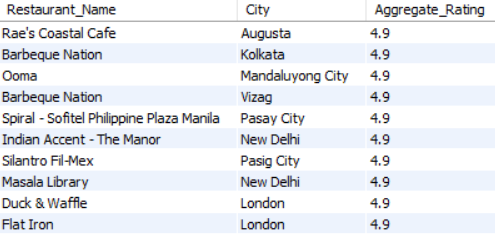 Restaurant_Name City Aggregate_Rating
Rae's Coastal Cafe Augusta 4.9
Barbeque Nation Kolkata 4.9
Ooma Mandaluyong City 4.9
Barbeque Nation Vizag 4.9
Spiral - Sofitel Philippine Plaza Manila Pasay City 4.9
Indian Accent - The Manor New Delhi 4.9
Silantro Fil-Mex Pasig City 4.9
Masala Library New Delhi 4.9
Duck & Waffle London 4.9
Flat Iron London 4.9